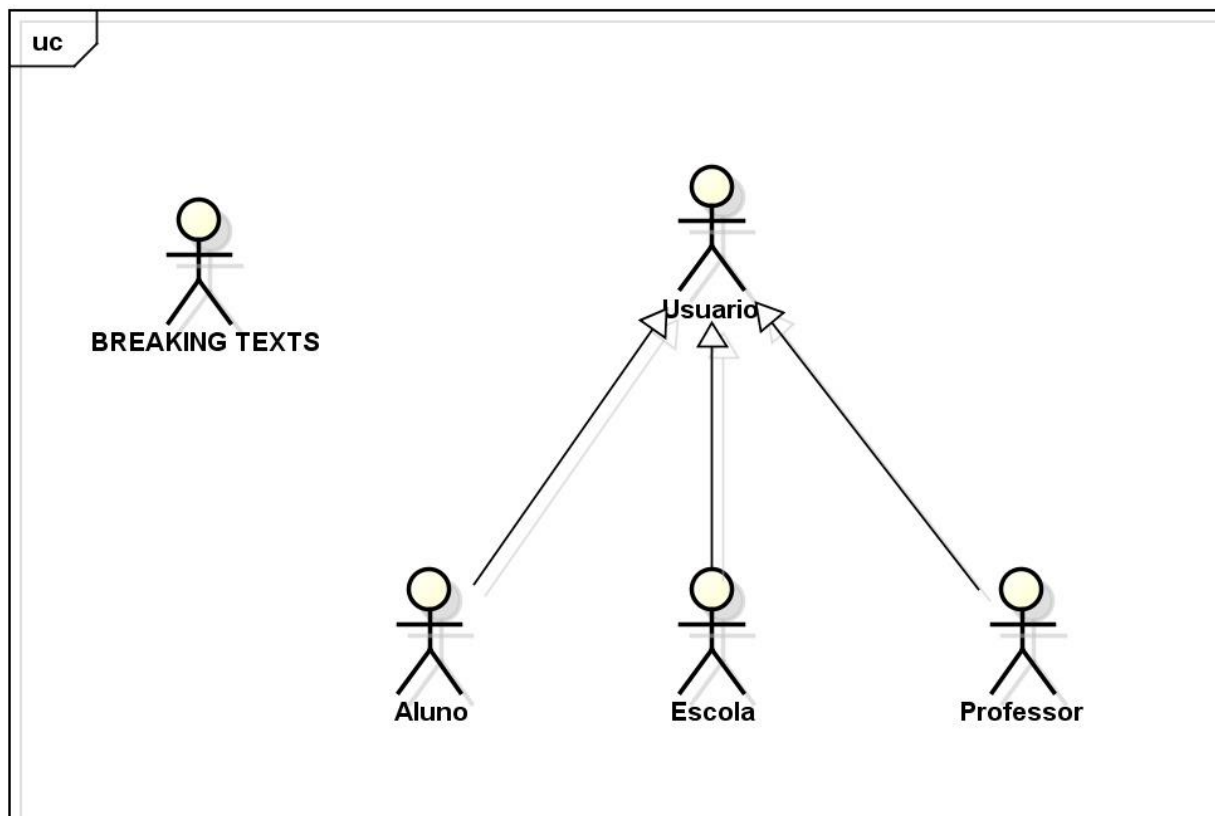 uc
BREAKING TEXTS
Usuario
Aluno
Escola
Professor